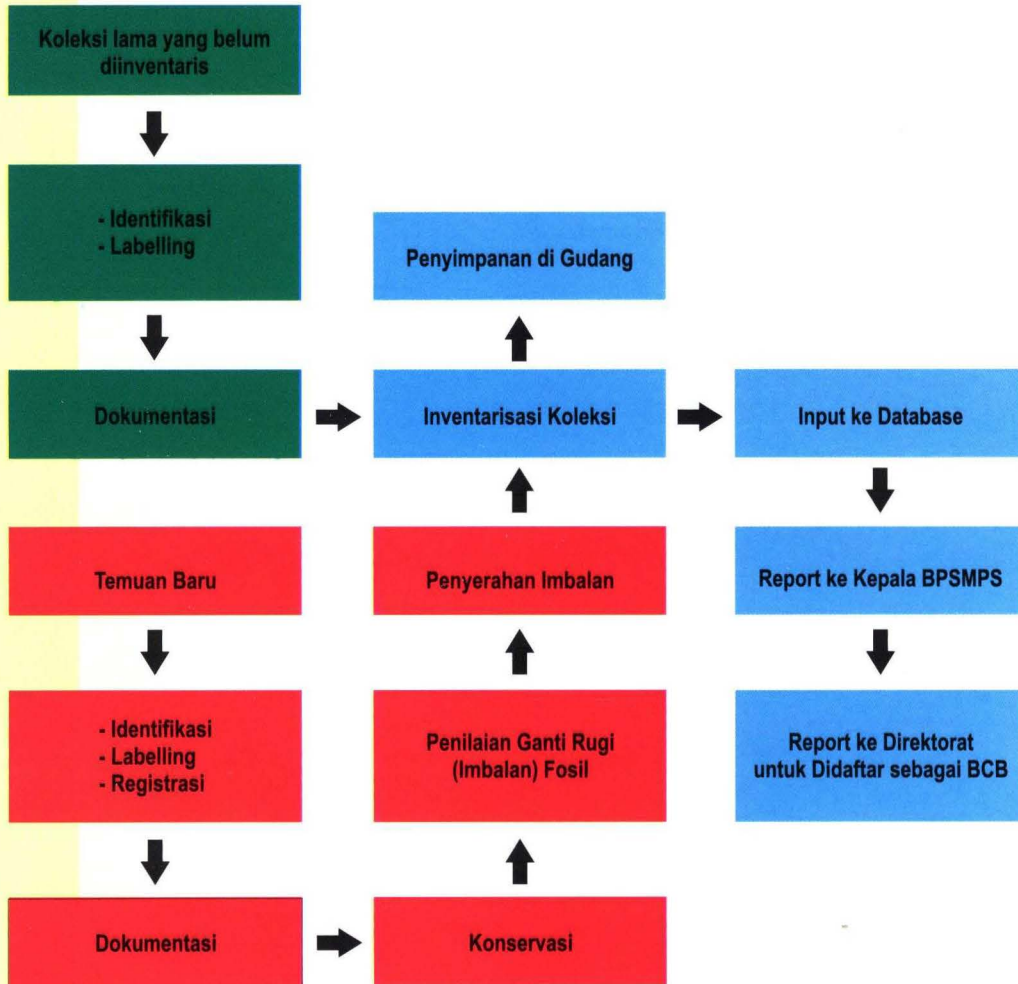 Koleksi lama yang belum
diinventaris
- Identifikasi
- Labelling
Penyimpanan di Gudang
Dokumentasi
Inventarisasi Koleksi
Input ke Database
Temuan Baru
Penyerahan Imbalan
Report ke Kepala BPSMPS
- Identifikasi
- Labelling
- Registrasi
Penilaian Ganti Rugi
(Imbalan) Fosil
Report ke Direktorat
untuk Didaftar sebagai BCB
Dokumentasi
Konservasi